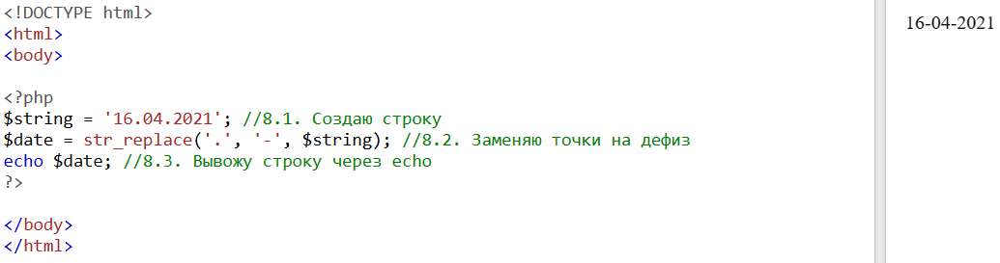 <!DOCTYPE html>
<html>
<body>
<?php
$string = '16.04.2021'; //8.1. Создаю строку
$date = str_replace('.', '-', $string); //8.2. Заменяю точки на дефиз
echo $date; //8.3. Вывожу строку через echo
?>
</body>
</html>
16-04-2021